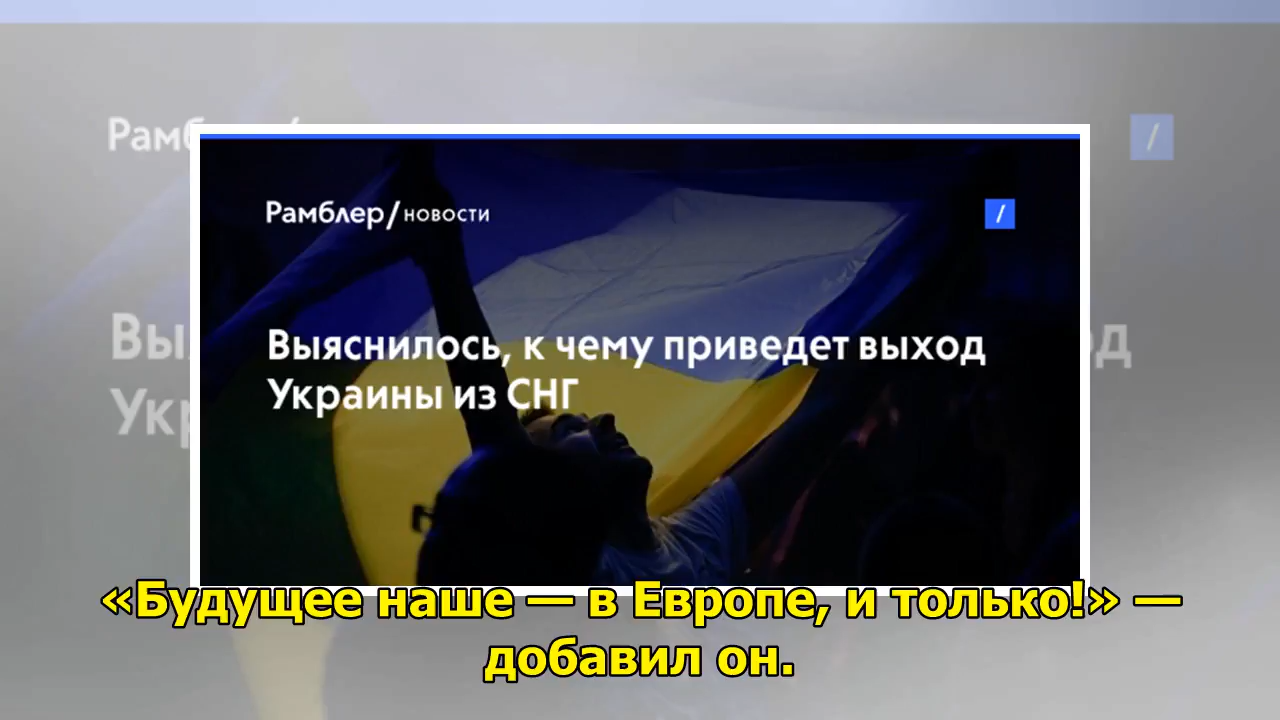 Рамблер/новости
/
Выяснилось, к чему приведет выход
Украины из СНГ
«Будущее наше — в Европе, и только!» —
добавил он.